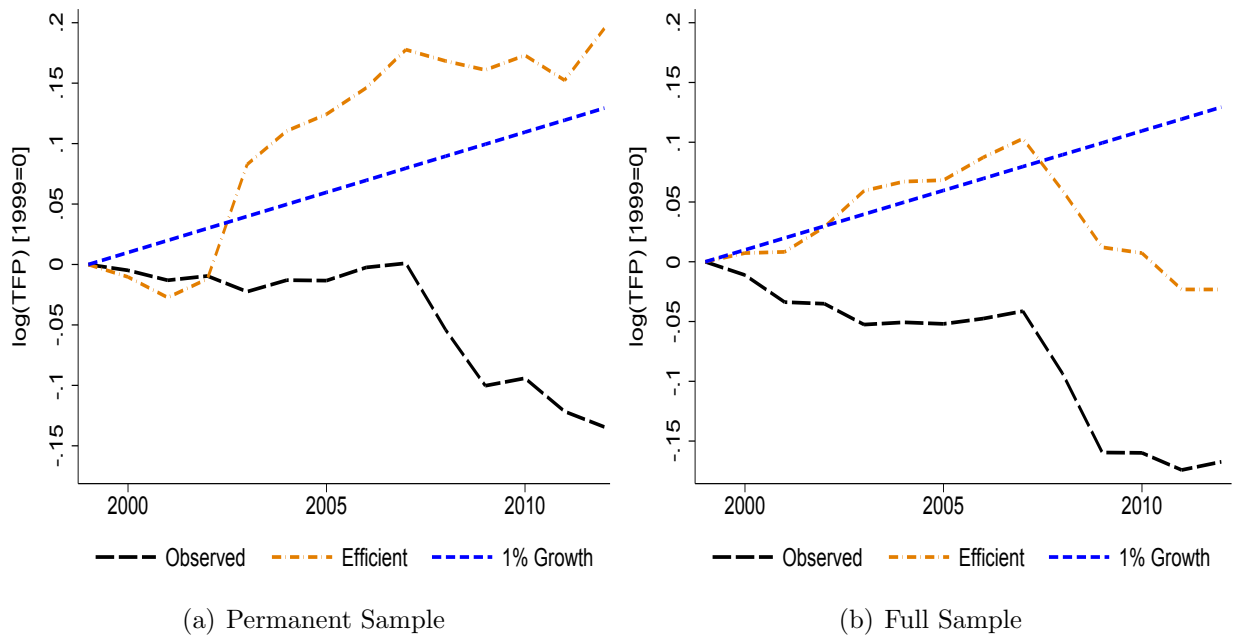 log(TFP) [1999=0]
.2
.15
.1
.05
0
-.05
-.1
-.15
2000 2005 2010
Observed Efficient 1% Growth
(a) Permanent Sample
log(TFP) [1999=0]
.2
.15
.1
.05
0
-.05
-.1
-.15
2000 2005 2010
Observed Efficient 1% Growth
(b) Full Sample